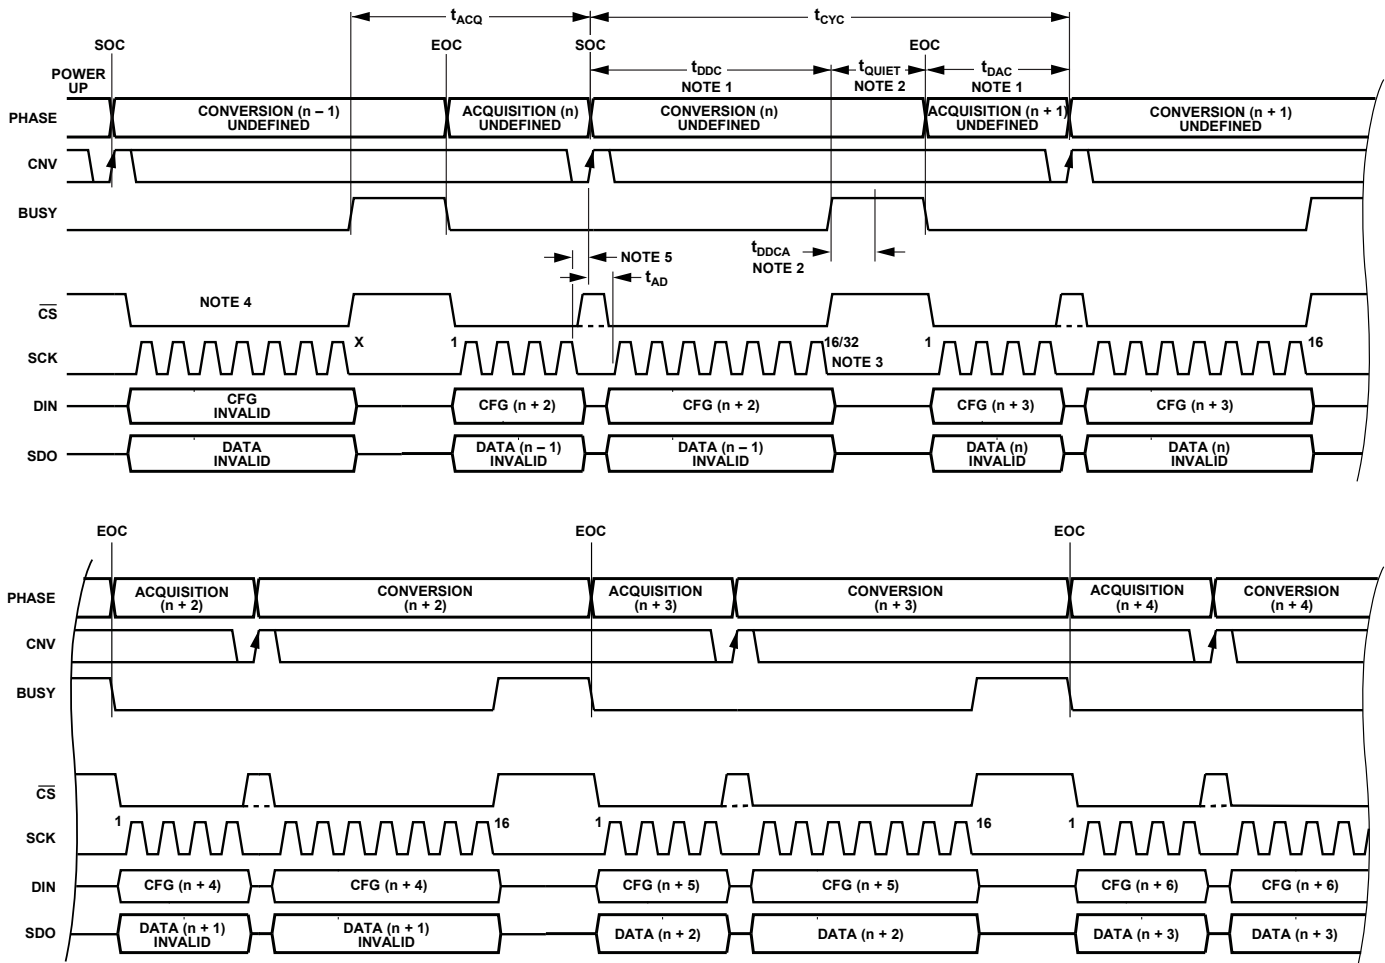 tACQ
tCYC
SOC
EOC
SOC
EOC
POWER
UP
tDDC
NOTE 1
tQUIET
NOTE 2
tDAC
NOTE 1
PHASE
CONVERSION (n – 1)
UNDEFINED
ACQUISITION (n)
UNDEFINED
CONVERSION (n)
UNDEFINED
ACQUISITION (n + 1)
UNDEFINED
CONVERSION (n + 1)
UNDEFINED
CNV
BUSY
NOTE 5
tAD
tDDCA
NOTE 2
CS
NOTE 4
SCK
X
1
16/32
NOTE 3
1
16
DIN
CFG
INVALID
CFG (n + 2)
CFG (n + 2)
CFG (n + 3)
CFG (n + 3)
SDO
DATA
INVALID
DATA (n – 1)
INVALID
DATA (n – 1)
INVALID
DATA (n)
INVALID
DATA (n)
INVALID
EOC
EOC
EOC
PHASE
ACQUISITION
(n + 2)
CONVERSION
(n + 2)
ACQUISITION
(n + 3)
CONVERSION
(n + 3)
ACQUISITION
(n + 4)
CONVERSION
(n + 4)
CNV
BUSY
CS
SCK
1
16
1
16
1
DIN
CFG (n + 4)
CFG (n + 4)
CFG (n + 5)
CFG (n + 5)
CFG (n + 6)
CFG (n + 6)
SDO
DATA (n + 1)
INVALID
DATA (n + 1)
INVALID
DATA (n + 2)
DATA (n + 2)
DATA (n + 3)
DATA (n + 3)